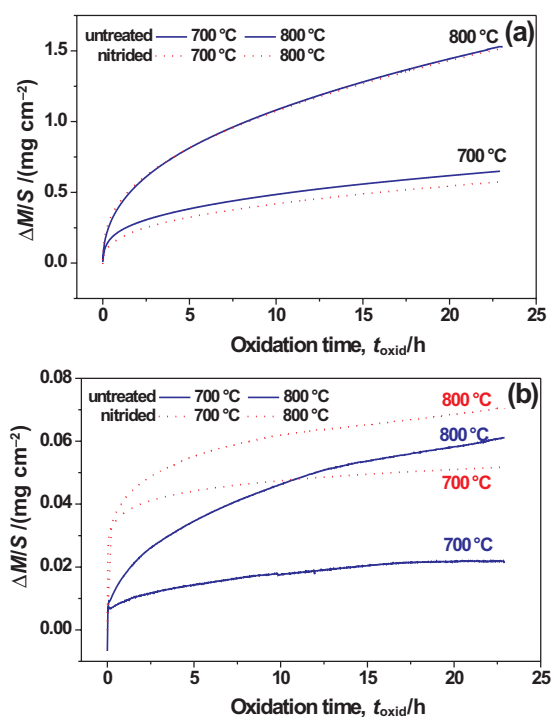 untreated 700 °C 800 °C (a)
nitrided 700 °C 800 °C
800 °C
700 °C
1.5
1.0
0.5
0.0
ΔM/S /(mg cm⁻²)
0 5 10 15 20 25
Oxidation time, t_oxid/h
untreated 700 °C 800 °C (b)
nitrided 700 °C 800 °C
800 °C
800 °C
700 °C
700 °C
0.08
0.06
0.04
0.02
0.00
ΔM/S /(mg cm⁻²)
0 5 10 15 20 25
Oxidation time, t_oxid/h